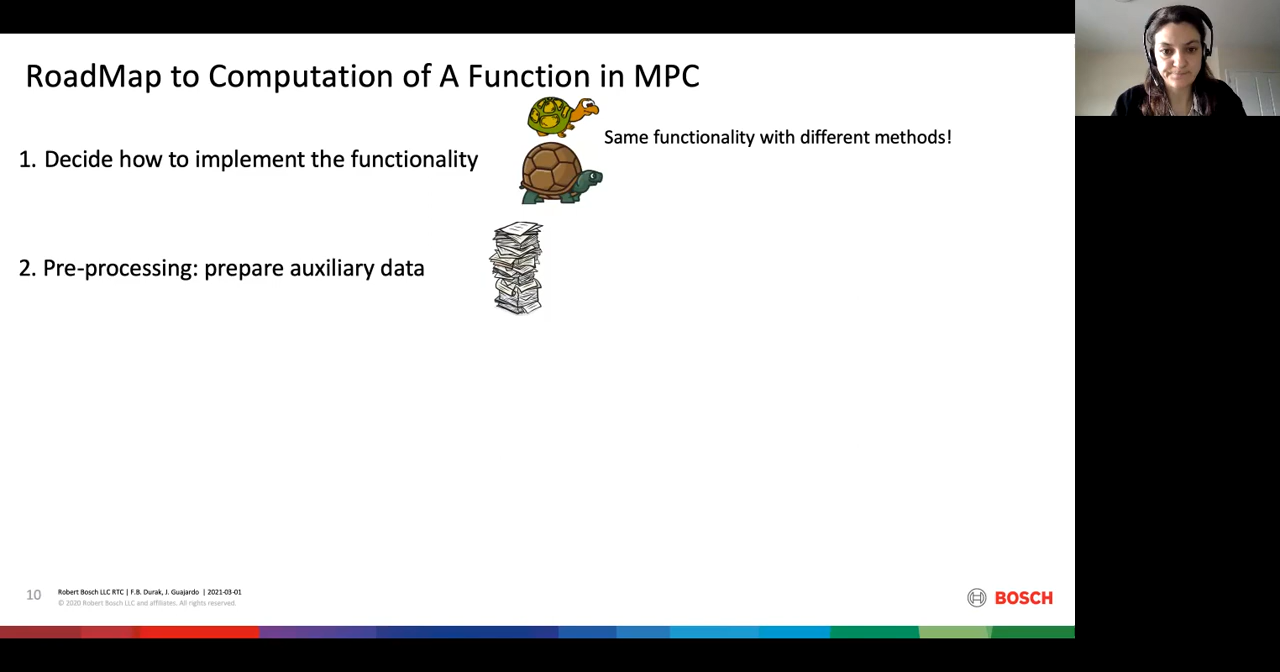 RoadMap to Computation of A Function in MPC
Same functionality with different methods!
1. Decide how to implement the functionality
2. Pre-processing: prepare auxiliary data
10
Robert Bosch LLC RTC | F.B. Durak, J. Guajardo | 2021-03-01
© 2020 Robert Bosch LLC and affiliates. All rights reserved.
BOSCH